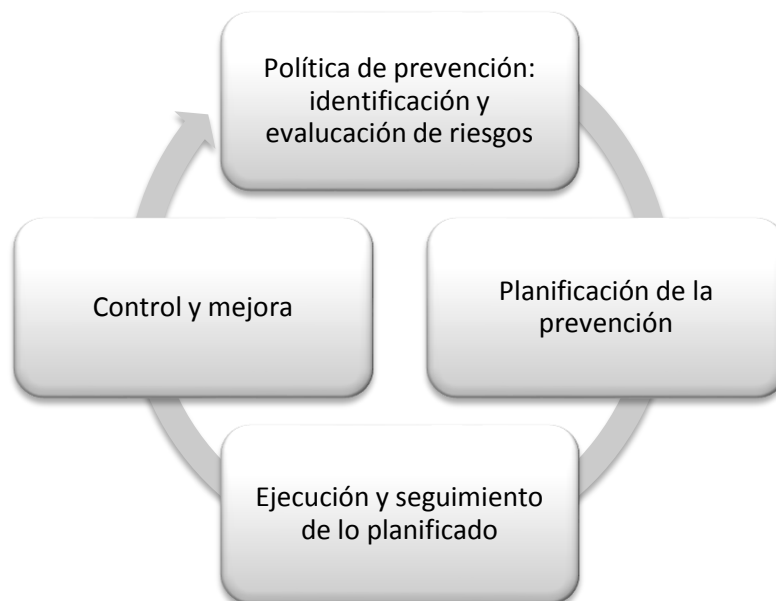 Política de prevención:
identificación y
evalucación de riesgos
Control y mejora
Planificación de la
prevención
Ejecución y seguimiento
de lo planificado